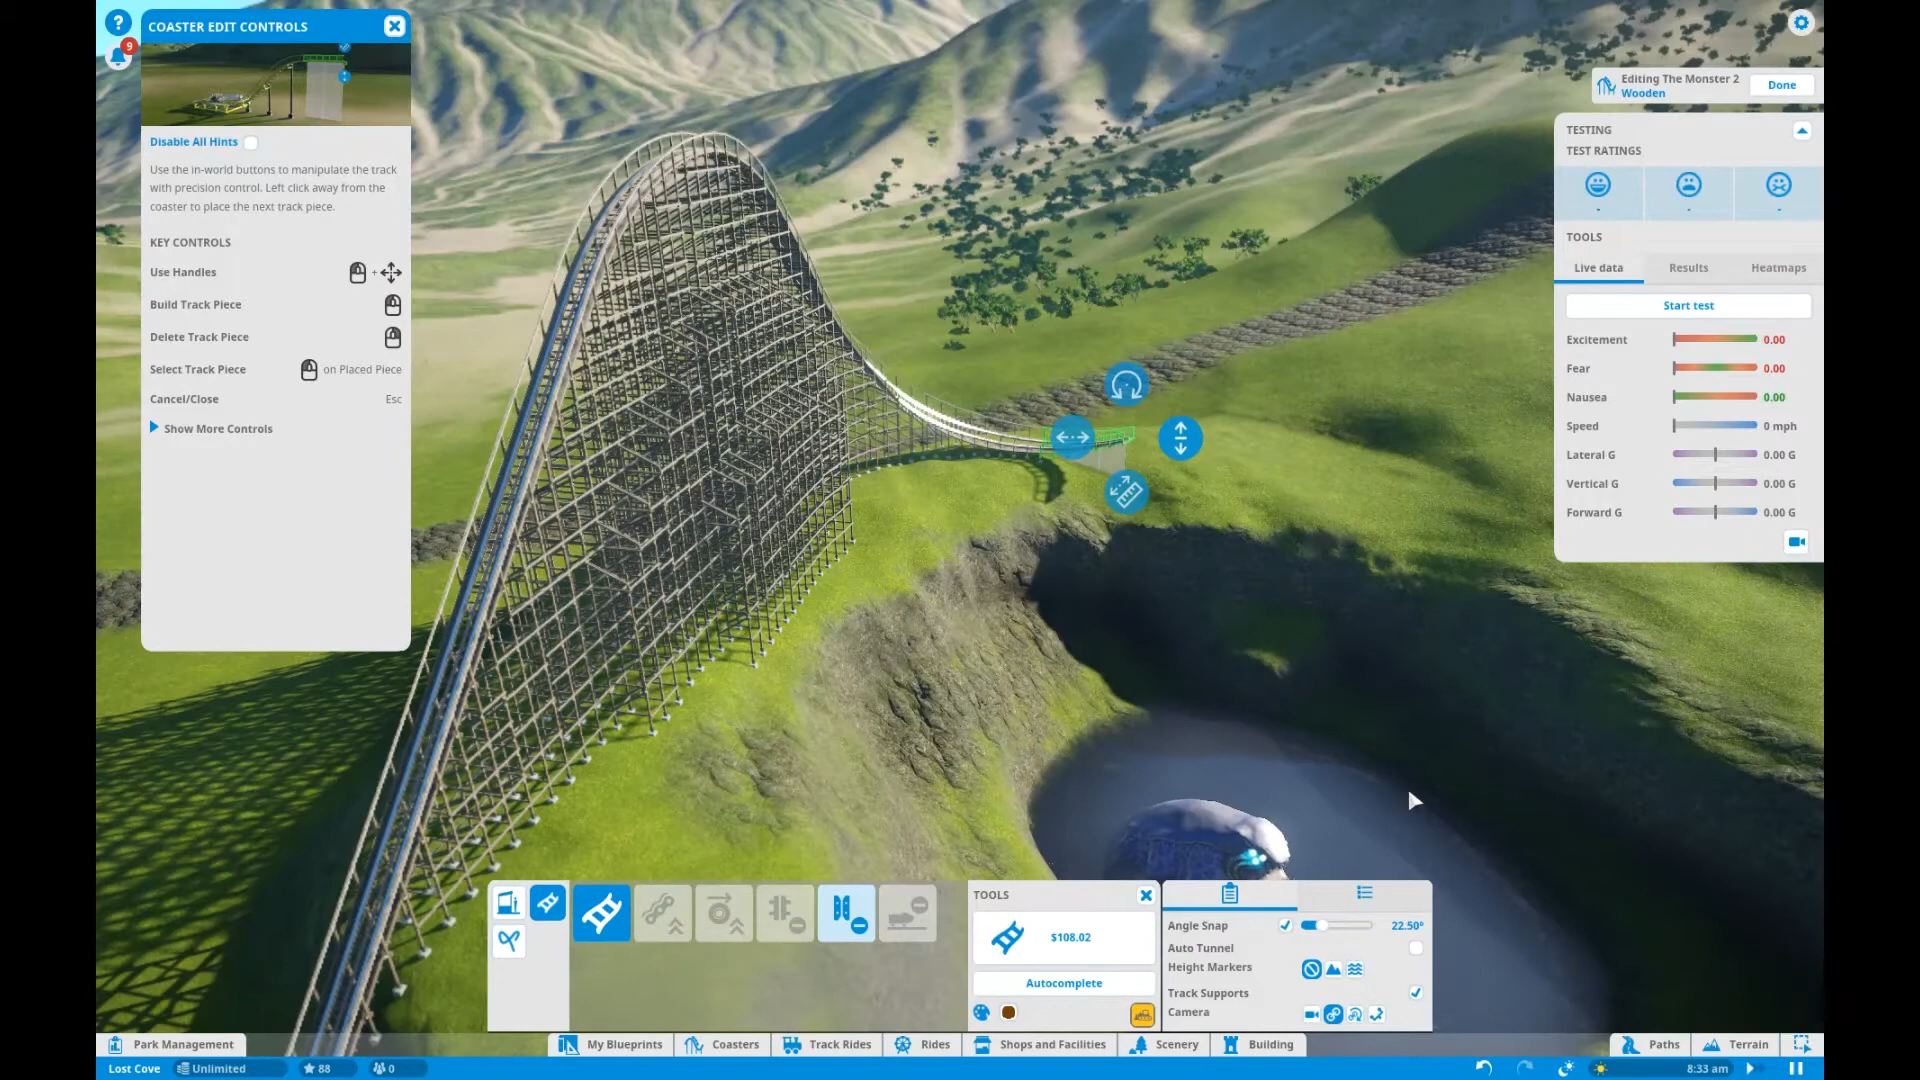 ?
9
COASTER EDIT CONTROLS
Disable All Hints
Use the in-world buttons to manipulate the track
with precision control. Left click away from the
coaster to place the next track piece.
KEY CONTROLS
Use Handles +
Build Track Piece
Delete Track Piece
Select Track Piece on Placed Piece
Cancel/Close Esc
Show More Controls
Editing The Monster 2
Wooden
Done
TESTING
TEST RATINGS
- - -
TOOLS
Live data Results Heatmaps
Start test
Excitement 0.00
Fear 0.00
Nausea 0.00
Speed 0 mph
Lateral G 0.00 G
Vertical G 0.00 G
Forward G 0.00 G
TOOLS
$108.02
Autocomplete
Angle Snap 22.50°
Auto Tunnel
Height Markers
Track Supports
Camera
Park Management
My Blueprints
Coasters
Track Rides
Rides
Shops and Facilities
Scenery
Building
Paths
Terrain
Lost Cove Unlimited 88 0
8:33 am